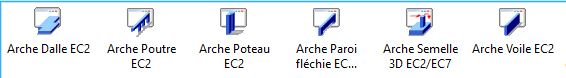 Arche Dalle EC2
Arche Poutre
EC2
Arche Poteau
EC2
Arche Paroi
fléchie EC...
Arche Semelle
3D EC2/EC7
Arche Voile EC2